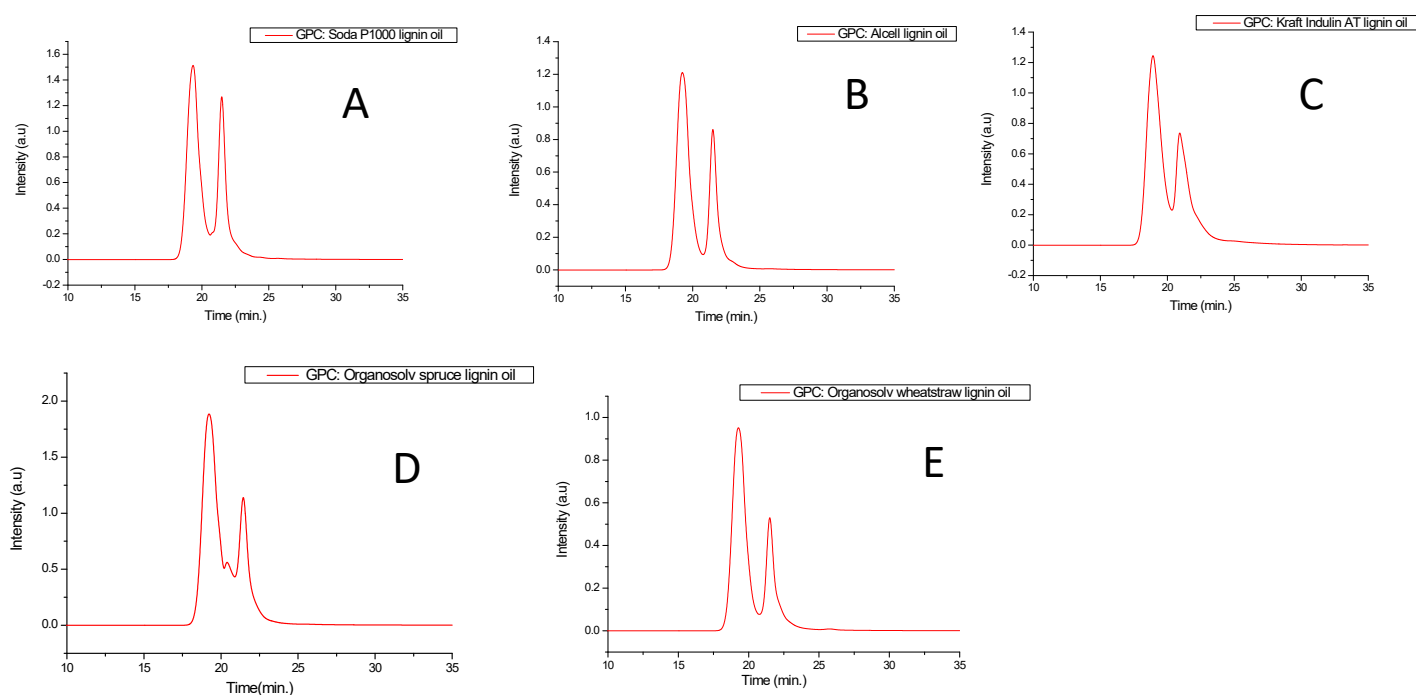 GPC: Soda P1000 lignin oil
1.6
1.4
1.2
1.0
0.8
0.6
0.4
0.2
0.0
-0.2
Intensity (a.u)
10 15 20 25 30 35
Time (min.)
A
GPC: Alcell lignin oil
1.4
1.2
1.0
0.8
0.6
0.4
0.2
0.0
Intensity (a.u)
10 15 20 25 30 35
Time (min.)
B
GPC: Kraft Indulin AT lignin oil
1.4
1.2
1.0
0.8
0.6
0.4
0.2
0.0
-0.2
Intensity (a.u)
10 15 20 25 30 35
Time (min.)
C
GPC: Organosolv spruce lignin oil
2.0
1.5
1.0
0.5
0.0
Intensity (a.u)
10 15 20 25 30 35
Time(min.)
D
GPC: Organosolv wheatstraw lignin oil
1.0
0.8
0.6
0.4
0.2
0.0
Intensity (a.u)
10 15 20 25 30 35
Time (min.)
E